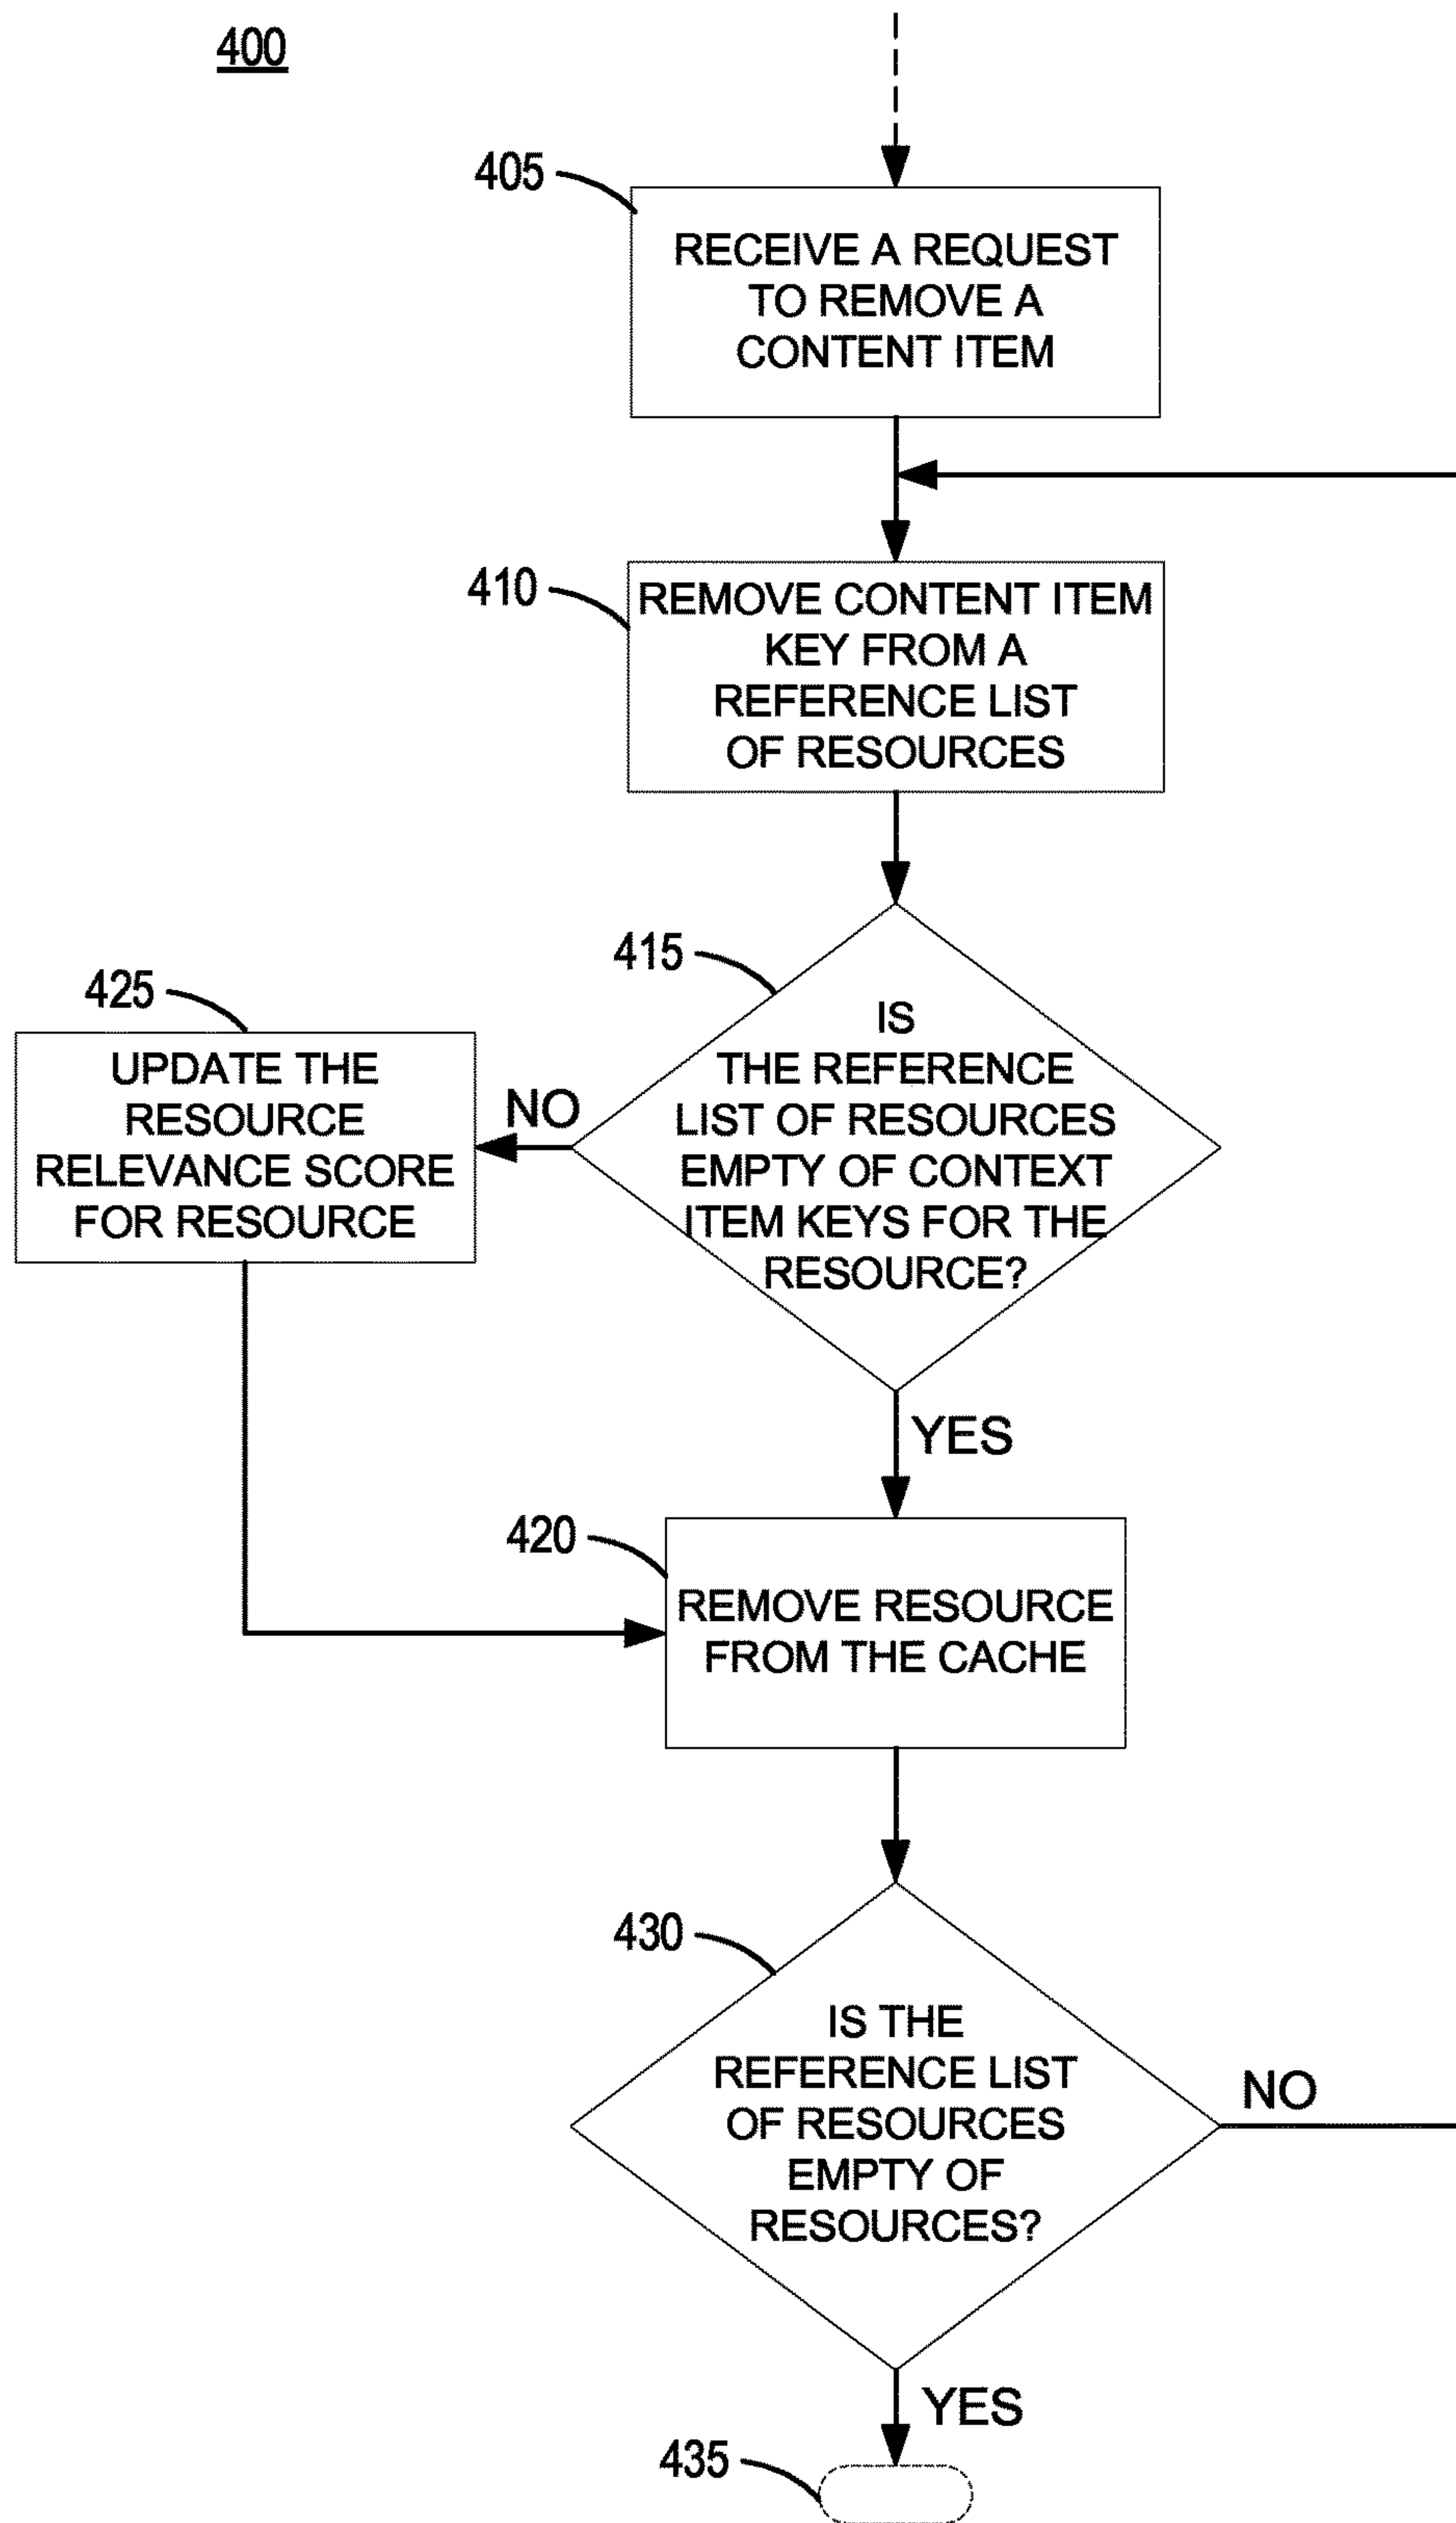 400
405
RECEIVE A REQUEST
TO REMOVE A
CONTENT ITEM
410
REMOVE CONTENT ITEM
KEY FROM A
REFERENCE LIST
OF RESOURCES
415
IS
THE REFERENCE
LIST OF RESOURCES
EMPTY OF CONTEXT
ITEM KEYS FOR THE
RESOURCE?
NO
425
UPDATE THE
RESOURCE
RELEVANCE SCORE
FOR RESOURCE
YES
420
REMOVE RESOURCE
FROM THE CACHE
430
IS THE
REFERENCE LIST
OF RESOURCES
EMPTY OF
RESOURCES?
NO
YES
435